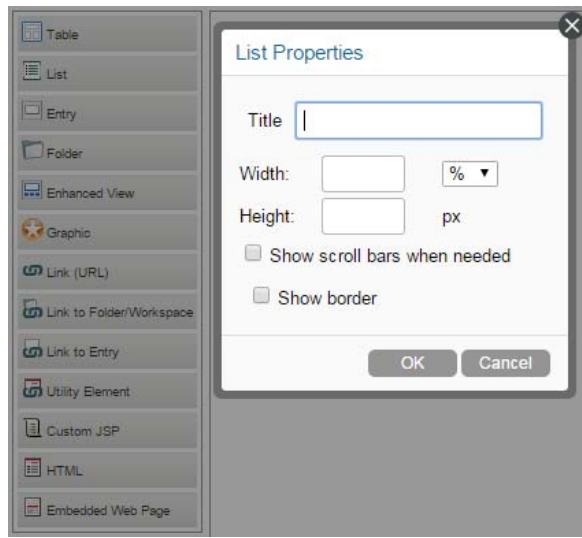 Table
List
Entry
Folder
Enhanced View
Graphic
Link (URL)
Link to Folder/Workspace
Link to Entry
Utility Element
Custom JSP
HTML
Embedded Web Page
List Properties
Title
Width:
%
Height:
px
Show scroll bars when needed
Show border
OK Cancel